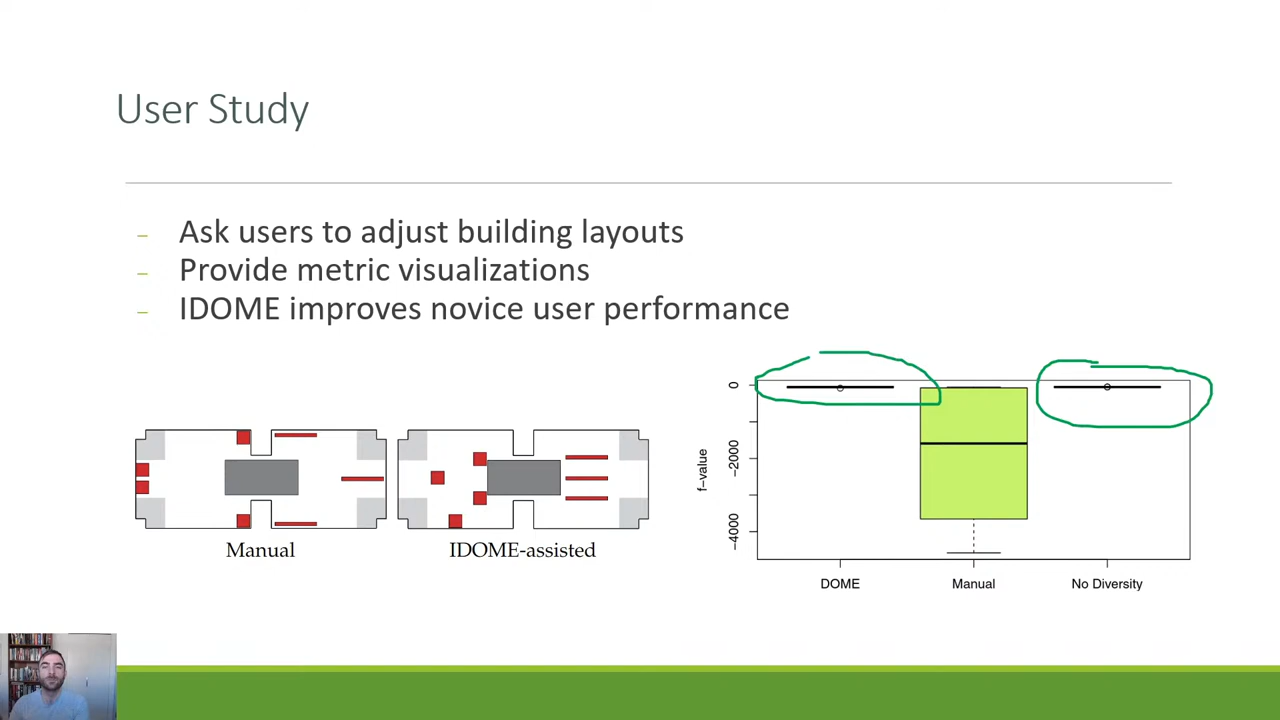 User Study
– Ask users to adjust building layouts
– Provide metric visualizations
– IDOME improves novice user performance
Manual
IDOME-assisted
f−value
0
−2000
−4000
DOME
Manual
No Diversity